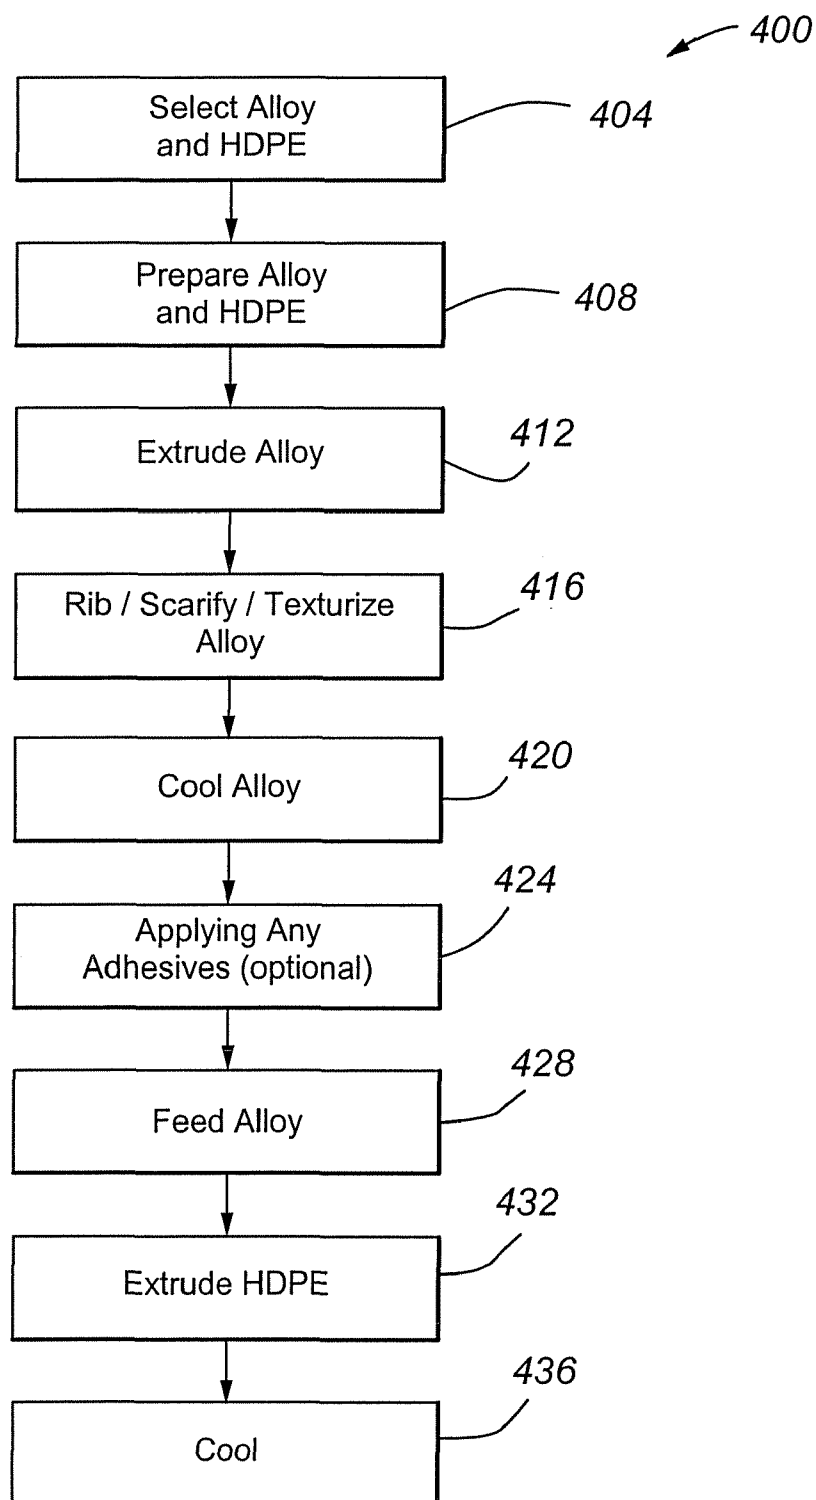 400
Select Alloy
and HDPE
404
Prepare Alloy
and HDPE
408
Extrude Alloy
412
Rib / Scarify / Texturize
Alloy
416
Cool Alloy
420
Applying Any
Adhesives (optional)
424
Feed Alloy
428
Extrude HDPE
432
Cool
436